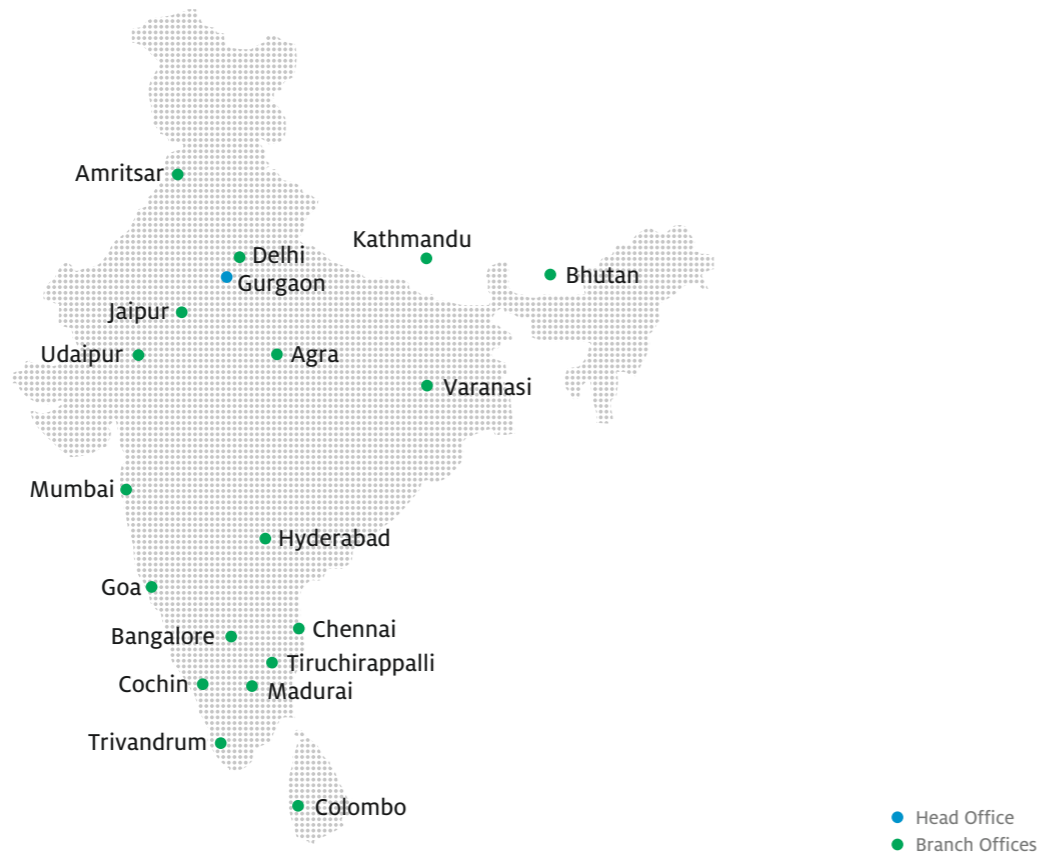 Amritsar
Kathmandu
Delhi
Bhutan
Gurgaon
Jaipur
Udaipur
Agra
Varanasi
Mumbai
Hyderabad
Goa
Chennai
Bangalore
Tiruchirappalli
Cochin
Madurai
Trivandrum
Colombo
Head Office
Branch Offices